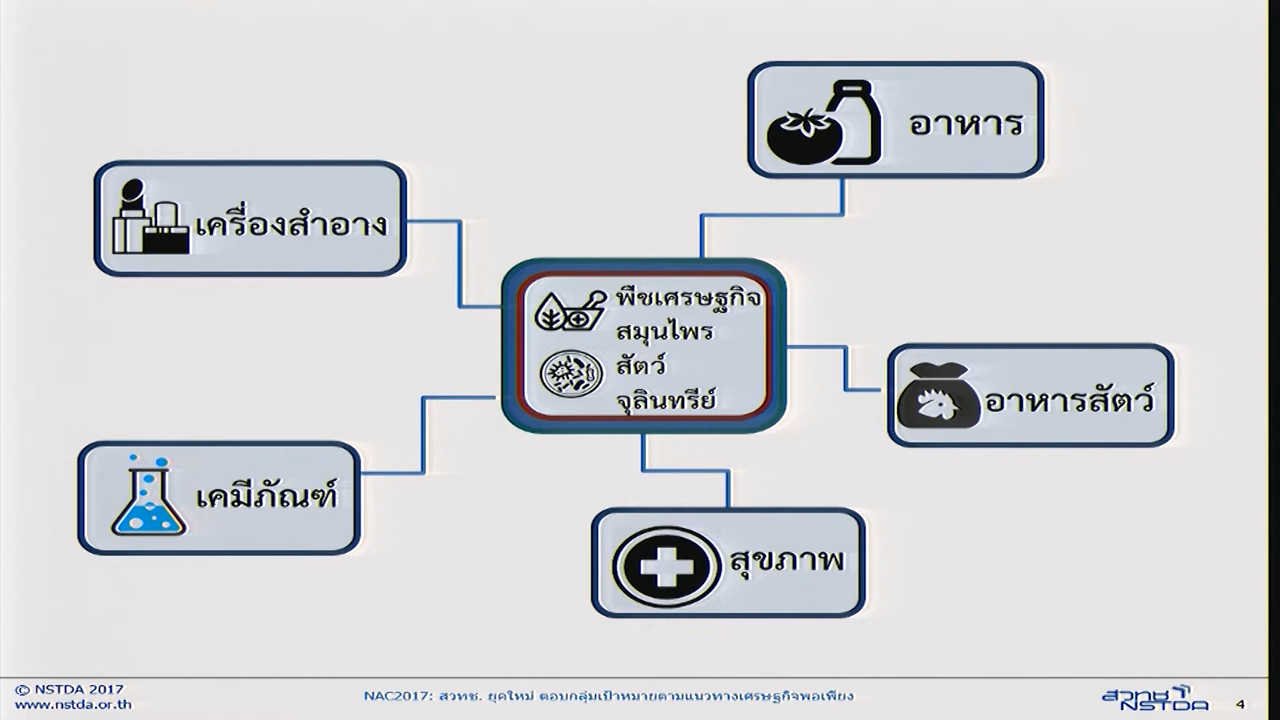 อาหาร
เครื่องสำอาง
พืชเศรษฐกิจ
สมุนไพร
สัตว์
จุลินทรีย์
อาหารสัตว์
เคมีภัณฑ์
สุขภาพ
© NSTDA 2017
www.nstda.or.th
NAC2017: สวทช. ยุคใหม่ ตอบกลุ่มเป้าหมายตามแนวทางเศรษฐกิจพอเพียง
สวทช
NSTDA
4